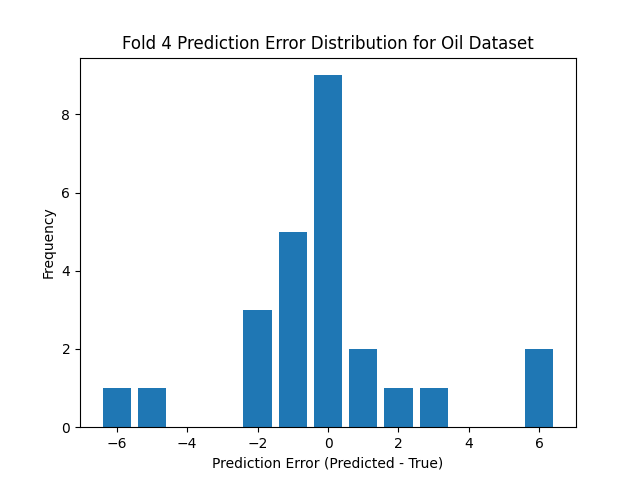 Fold 4 Prediction Error Distribution for Oil Dataset
8
6
4
2
0
Frequency
−6 −4 −2 0 2 4 6
Prediction Error (Predicted - True)